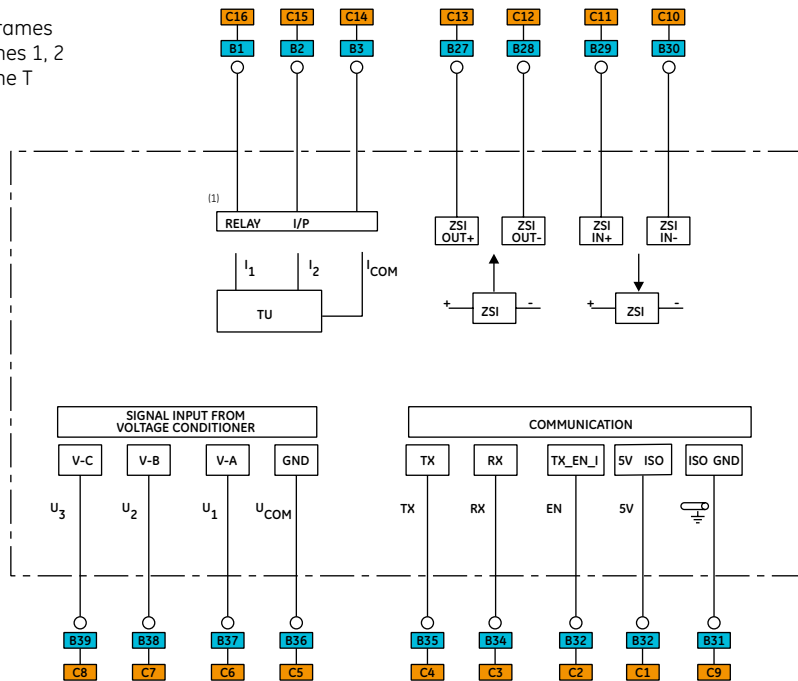 rames
nes 1, 2
ne T
C16 C15 C14 C13 C12 C11 C10
B1 B2 B3 B27 B28 B29 B30
(1)
RELAY I/P
ZSI OUT+
ZSI OUT-
ZSI IN+
ZSI IN-
I1 I2 ICOM
TU
+ ZSI -
+ ZSI -
SIGNAL INPUT FROM
VOLTAGE CONDITIONER
COMMUNICATION
V-C V-B V-A GND TX RX TX_EN_I 5V ISO ISO GND
U3 U2 U1 UCOM TX RX EN 5V
B39 B38 B37 B36 B35 B34 B32 B32 B31
C8 C7 C6 C5 C4 C3 C2 C1 C9